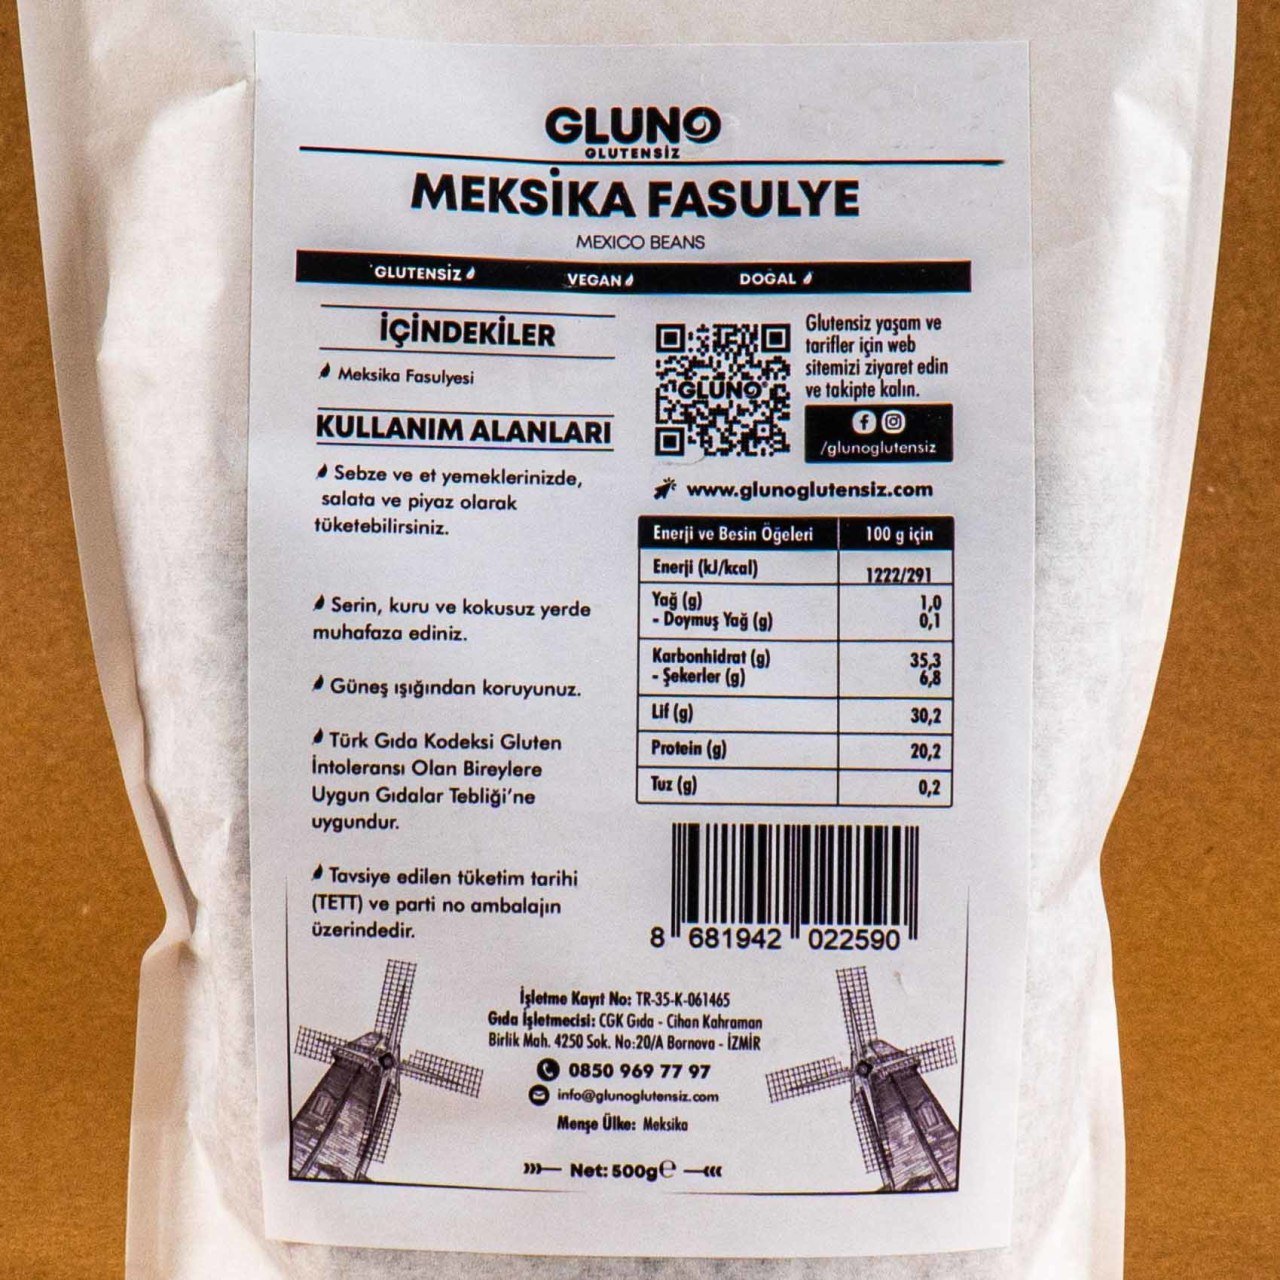 GLUNO
GLUTENSİZ
MEKSİKA FASULYE
MEXICO BEANS
GLUTENSİZ VEGAN DOĞAL
İÇİNDEKİLER
Meksika Fasulyesi
KULLANIM ALANLARI
Sebze ve et yemeklerinizde,
salata ve piyaz olarak
tüketebilirsiniz.
Serin, kuru ve kokusuz yerde
muhafaza ediniz.
Güneş ışığından koruyunuz.
Türk Gıda Kodeksi Gluten
İntoleransı Olan Bireylere
Uygun Gıdalar Tebliği'ne
uygundur.
Tavsiye edilen tüketim tarihi
(TETT) ve parti no ambalajın
üzerindedir.
GLUNO
Glutensiz yaşam ve
tarifler için web
sitemizi ziyaret edin
ve takipte kalın.
/glunoglutensiz
www.glunoglutensiz.com
Enerji ve Besin Öğeleri 100 g için
Enerji (kJ/kcal) 1222/291
Yağ (g) 1,0
- Doymuş Yağ (g) 0,1
Karbonhidrat (g) 35,3
- Şekerler (g) 6,8
Lif (g) 30,2
Protein (g) 20,2
Tuz (g) 0,2
8 681942 022590
İşletme Kayıt No: TR-35-K-061465
Gıda İşletmecisi: CGK Gıda - Cihan Kahraman
Birlik Mah. 4250 Sok. No:20/A Bornova - İZMİR
0850 969 77 97
info@glunoglutensiz.com
Menşe Ülke: Meksika
Net: 500g℮